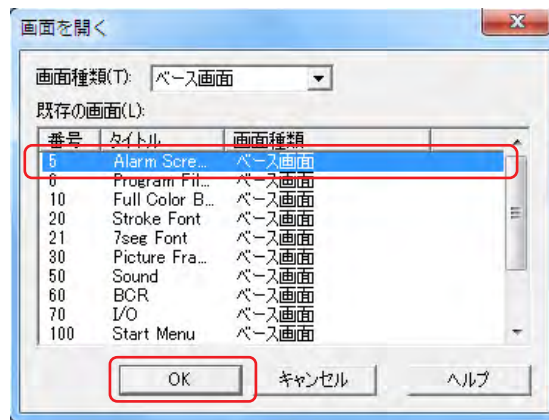 画面を開く
画面種類(T): ベース画面
既存の画面(L):
番号 タイトル 画面種類
5 Alarm Scre... ベース画面
6 Program Fil... ベース画面
10 Full Color B... ベース画面
20 Stroke Font ベース画面
21 7seg Font ベース画面
30 Picture Fra... ベース画面
50 Sound ベース画面
60 BCR ベース画面
70 I/O ベース画面
100 Start Menu ベース画面
OK キャンセル ヘルプ